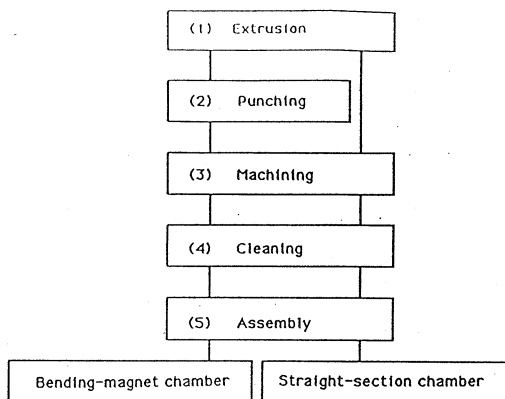 (1) Extrusion
(2) Punching
(3) Machining
(4) Cleaning
(5) Assembly
Bending-magnet chamber
Straight-section chamber